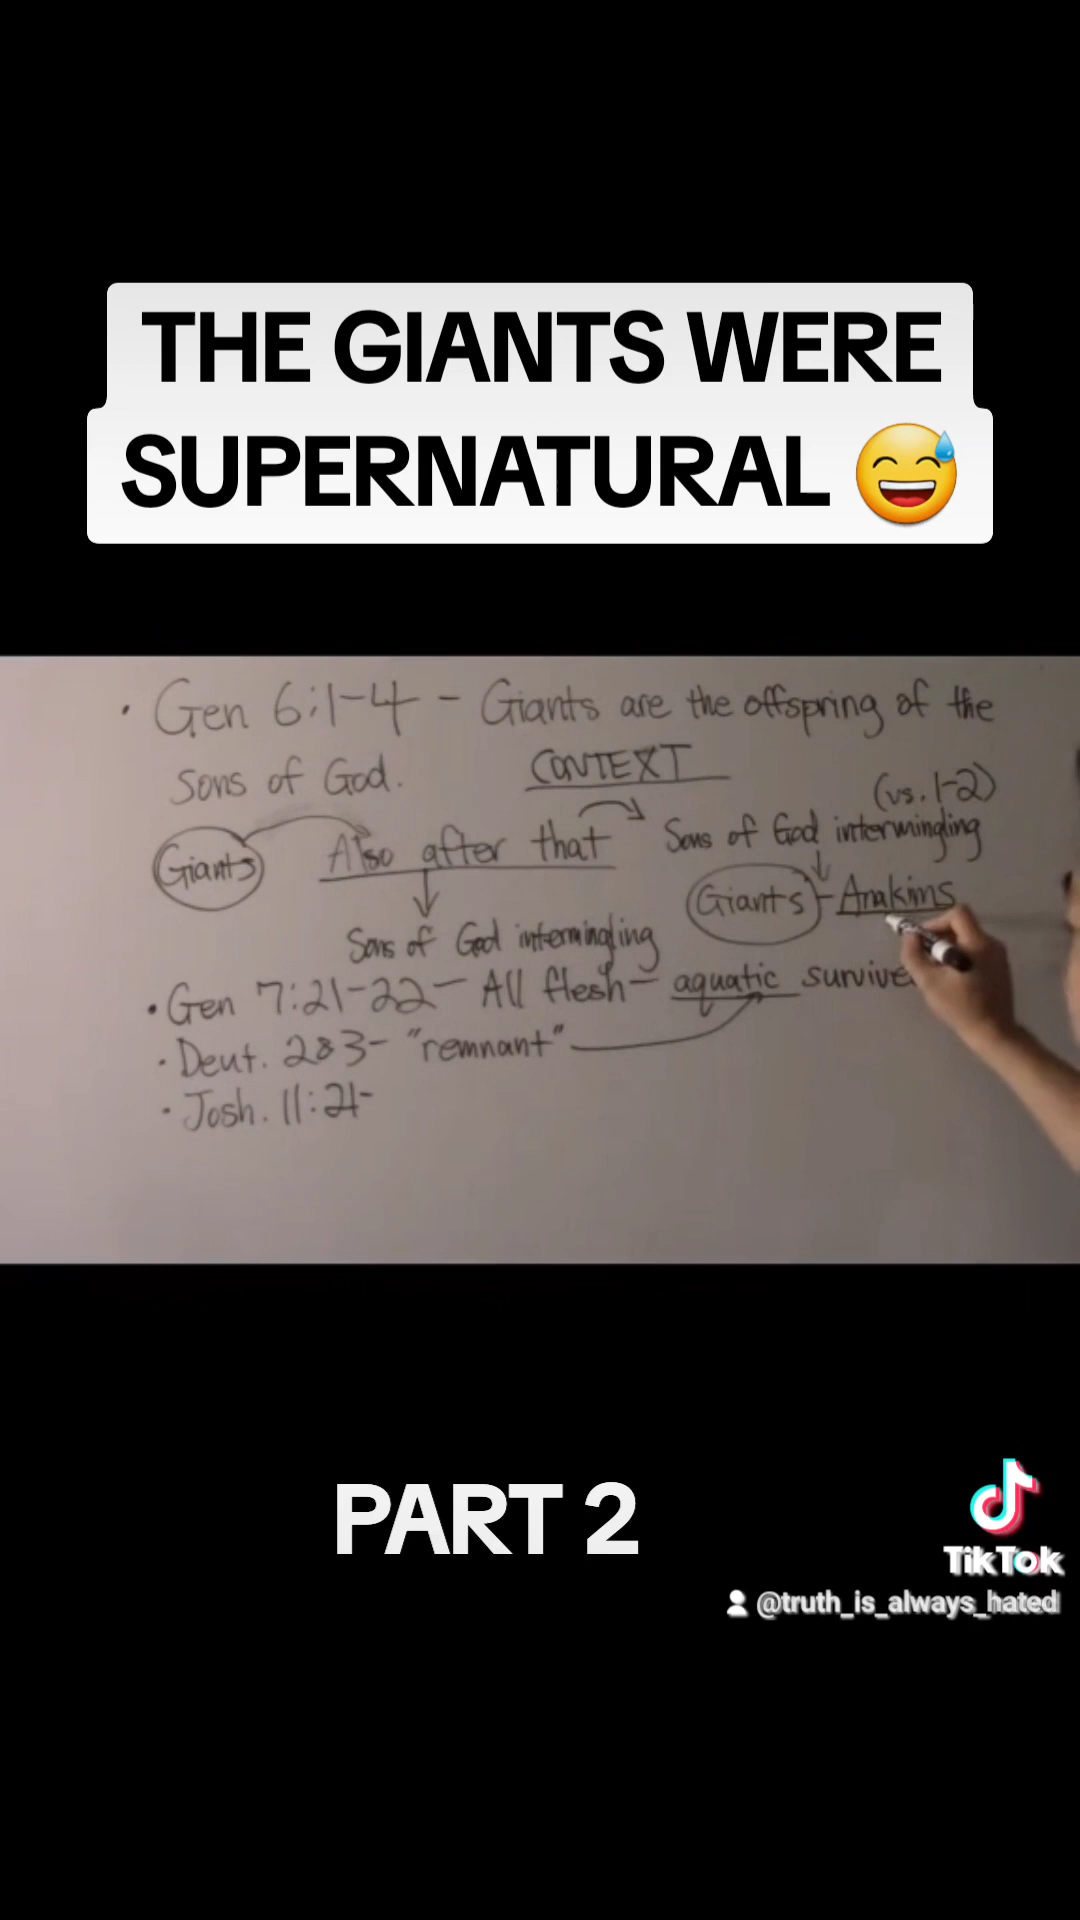 THE GIANTS WERE
SUPERNATURAL 😅
• Gen 6:1-4 - Giants are the offspring of the
Sons of God.
CONTEXT
(vs. 1-2)
Giants
Also after that
Sons of God intermingling
Giants - Anakims
Sons of God intermingling
• Gen 7:21-22 - All flesh - aquatic survive
• Deut. 283 - "remnant"
• Josh. 11:21-
PART 2
TikTok
@truth_is_always_hated